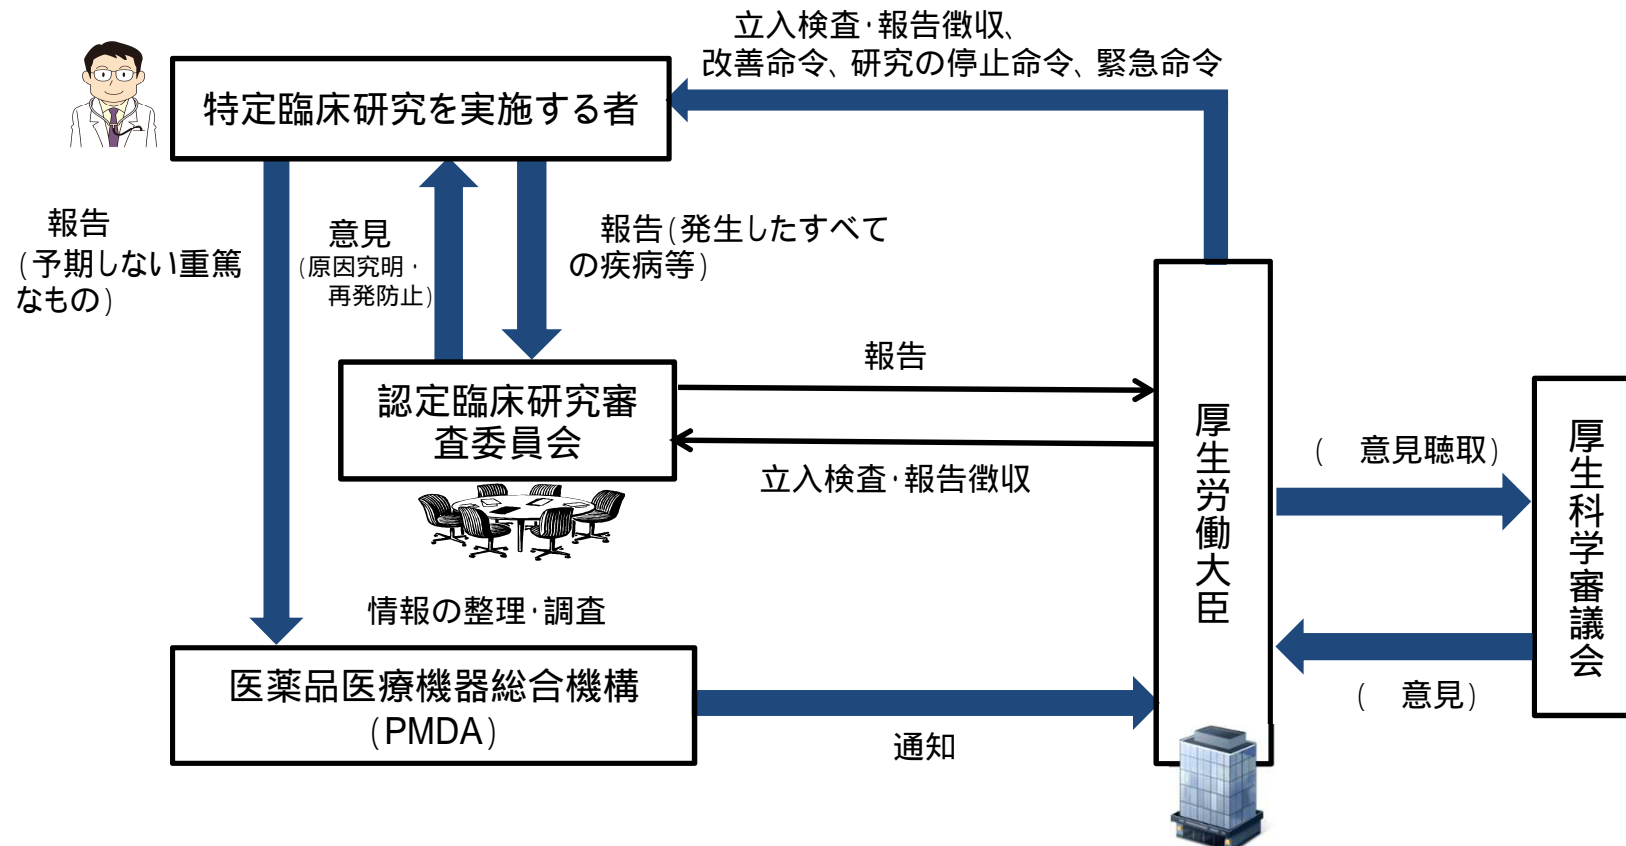 立入検査・報告徴収、
改善命令、研究の停止命令、緊急命令
特定臨床研究を実施する者
報告
(予期しない重篤
なもの)
意見
(原因究明・
再発防止)
報告(発生したすべて
の疾病等)
認定臨床研究審
査委員会
報告
立入検査・報告徴収
厚生労働大臣
( 意見聴取)
( 意見)
厚生科学審議会
情報の整理・調査
医薬品医療機器総合機構
(PMDA)
通知